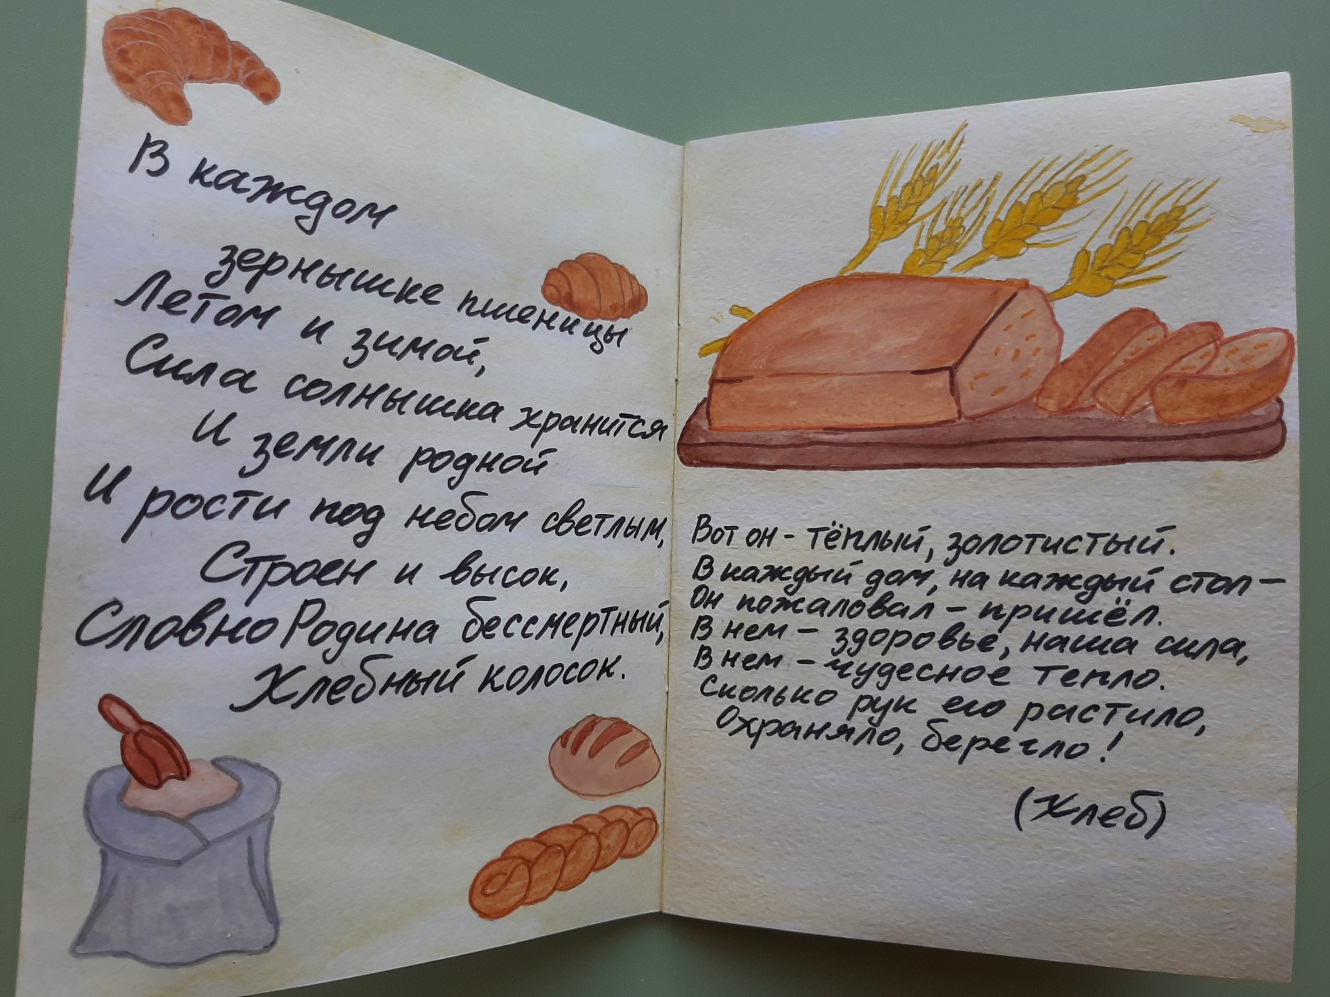 В каждом
зернышке пшеницы
Летом и зимой,
Сила солнышка хранится
И земли родной
И рости под небом светлым,
Строен и высок,
Словно Родина бессмертный,
Хлебный колосок.
Вот он - тёплый, золотистый.
В каждый дом, на каждый стол -
Он пожаловал - пришёл.
В нем - здоровье, наша сила,
В нем - чудесное тепло.
Сколько рук его растило,
Охраняло, берегло!
(Хлеб)